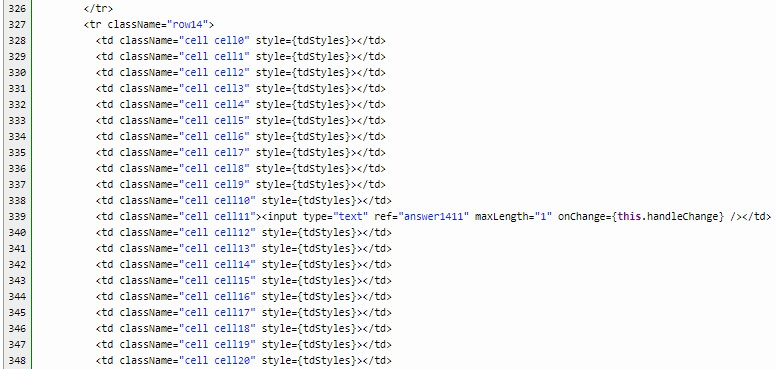 326 </tr>
327 <tr className="row14">
328 <td className="cell cell0" style={tdStyles}></td>
329 <td className="cell cell1" style={tdStyles}></td>
330 <td className="cell cell2" style={tdStyles}></td>
331 <td className="cell cell3" style={tdStyles}></td>
332 <td className="cell cell4" style={tdStyles}></td>
333 <td className="cell cell5" style={tdStyles}></td>
334 <td className="cell cell6" style={tdStyles}></td>
335 <td className="cell cell7" style={tdStyles}></td>
336 <td className="cell cell8" style={tdStyles}></td>
337 <td className="cell cell9" style={tdStyles}></td>
338 <td className="cell cell10" style={tdStyles}></td>
339 <td className="cell cell11"><input type="text" ref="answer1411" maxLength="1" onChange={this.handleChange} /></td>
340 <td className="cell cell12" style={tdStyles}></td>
341 <td className="cell cell13" style={tdStyles}></td>
342 <td className="cell cell14" style={tdStyles}></td>
343 <td className="cell cell15" style={tdStyles}></td>
344 <td className="cell cell16" style={tdStyles}></td>
345 <td className="cell cell17" style={tdStyles}></td>
346 <td className="cell cell18" style={tdStyles}></td>
347 <td className="cell cell19" style={tdStyles}></td>
348 <td className="cell cell20" style={tdStyles}></td>